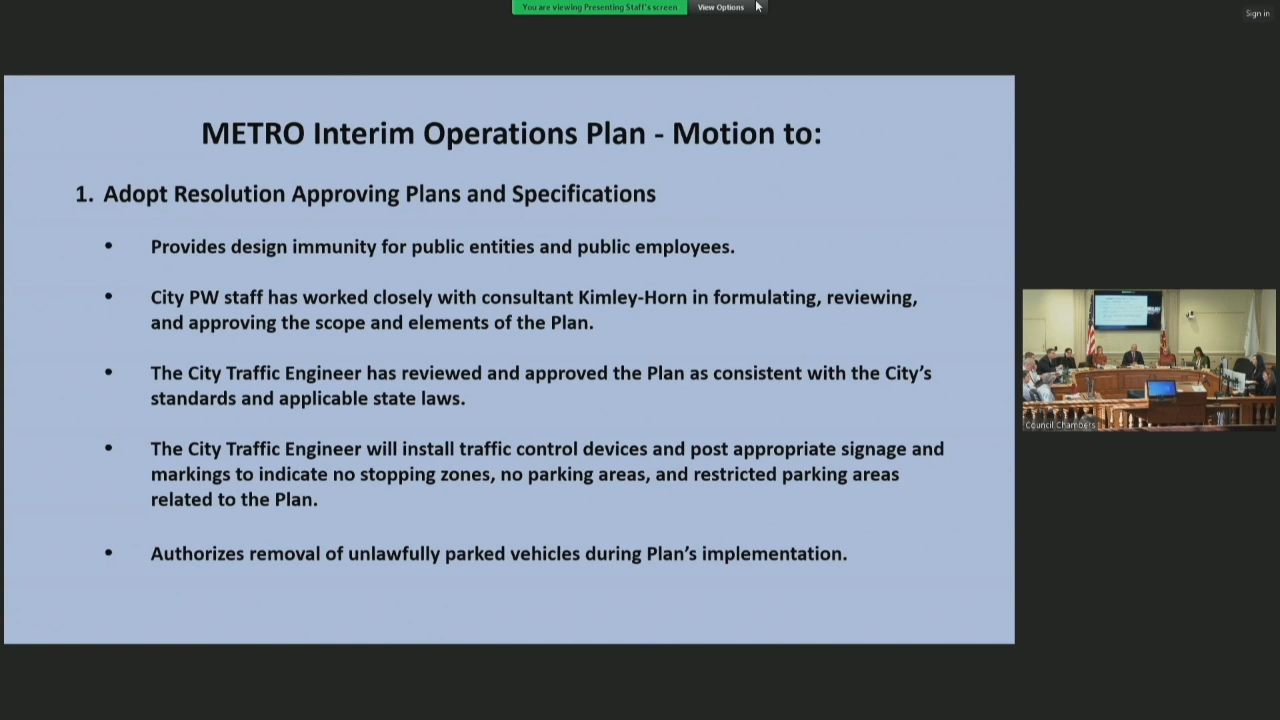 You are viewing Presenting Staff's screen
View Options
Sign in
METRO Interim Operations Plan - Motion to:
1. Adopt Resolution Approving Plans and Specifications
• Provides design immunity for public entities and public employees.
• City PW staff has worked closely with consultant Kimley-Horn in formulating, reviewing,
and approving the scope and elements of the Plan.
• The City Traffic Engineer has reviewed and approved the Plan as consistent with the City's
standards and applicable state laws.
• The City Traffic Engineer will install traffic control devices and post appropriate signage and
markings to indicate no stopping zones, no parking areas, and restricted parking areas
related to the Plan.
• Authorizes removal of unlawfully parked vehicles during Plan's implementation.
Council Chambers